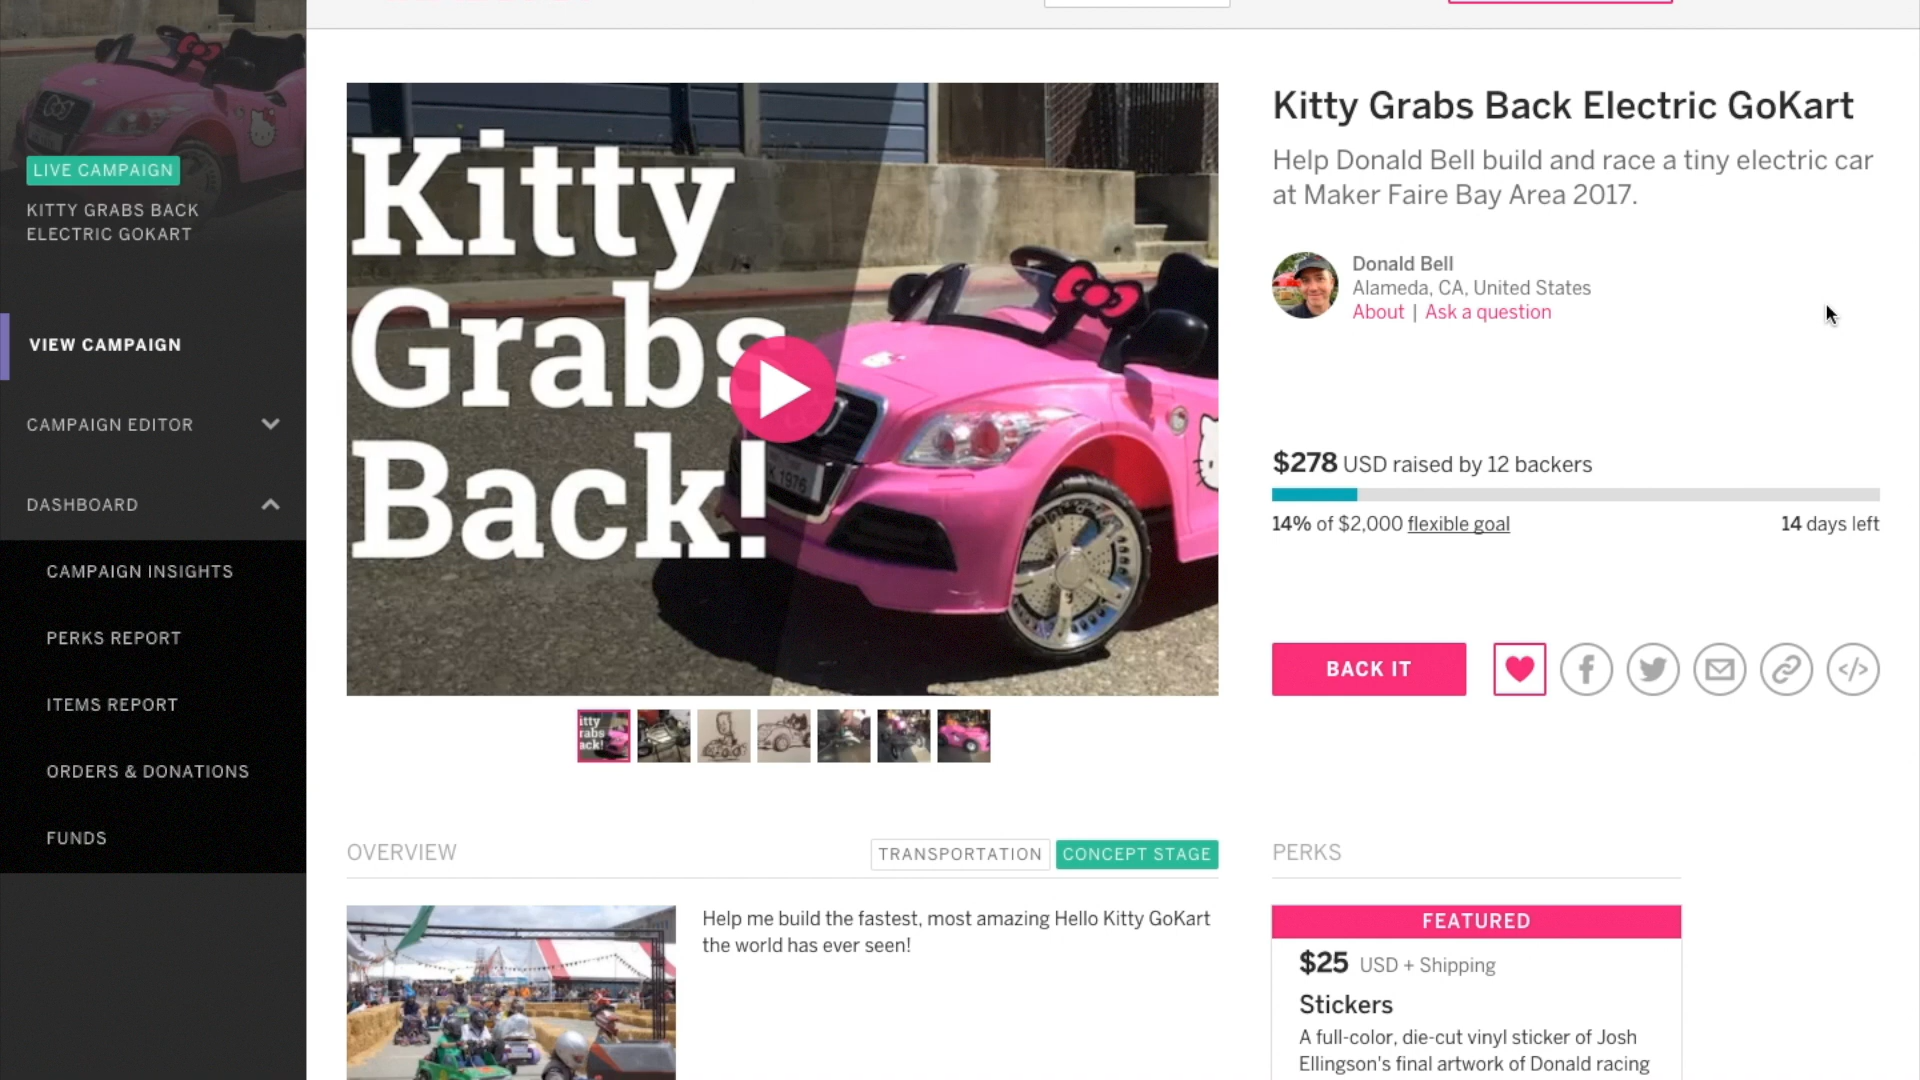 LIVE CAMPAIGN
KITTY GRABS BACK
ELECTRIC GOKART
VIEW CAMPAIGN
CAMPAIGN EDITOR
DASHBOARD
CAMPAIGN INSIGHTS
PERKS REPORT
ITEMS REPORT
ORDERS & DONATIONS
FUNDS
Kitty
Grabs
Back!
K 1976
itty
rabs
ack!
OVERVIEW
TRANSPORTATION
CONCEPT STAGE
Help me build the fastest, most amazing Hello Kitty GoKart
the world has ever seen!
Kitty Grabs Back Electric GoKart
Help Donald Bell build and race a tiny electric car
at Maker Faire Bay Area 2017.
Donald Bell
Alameda, CA, United States
About | Ask a question
$278 USD raised by 12 backers
14% of $2,000 flexible goal
14 days left
BACK IT
PERKS
FEATURED
$25 USD + Shipping
Stickers
A full-color, die-cut vinyl sticker of Josh
Ellingson's final artwork of Donald racing